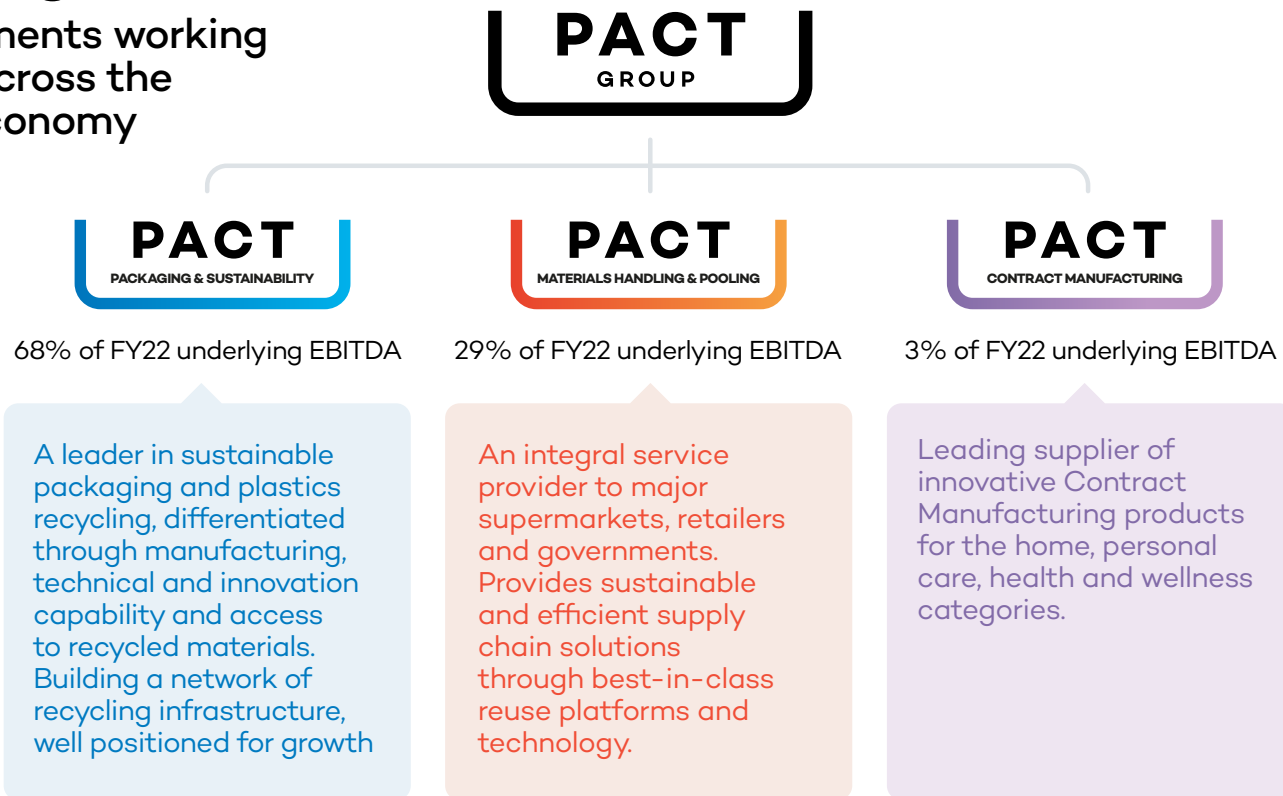 working
cross the
PACT
GROUP
PACT
PACKAGING & SUSTAINABILITY
68% of FY22 underlying EBITDA
A leader in sustainable
packaging and plastics
recycling, differentiated
through manufacturing,
technical and innovation
capability and access
to recycled materials.
Building a network of
recycling infrastructure,
well positioned for growth
PACT
MATERIALS HANDLING & POOLING
29% of FY22 underlying EBITDA
An integral service
provider to major
supermarkets, retailers
and governments.
Provides sustainable
and efficient supply
chain solutions
through best-in-class
reuse platforms and
technology.
PACT
CONTRACT MANUFACTURING
3% of FY22 underlying EBITDA
Leading supplier of
innovative Contract
Manufacturing products
for the home, personal
care, health and wellness
categories.